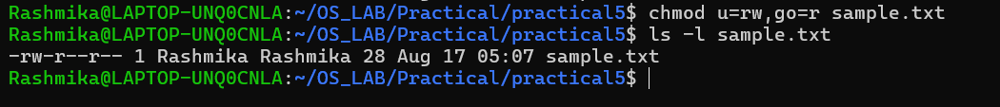 Rashmika@LAPTOP-UNQ0CNLA:~/OS_LAB/Practical/practical5$ chmod u=rw,go=r sample.txt
Rashmika@LAPTOP-UNQ0CNLA:~/OS_LAB/Practical/practical5$ ls -l sample.txt
-rw-r--r-- 1 Rashmika Rashmika 28 Aug 17 05:07 sample.txt
Rashmika@LAPTOP-UNQ0CNLA:~/OS_LAB/Practical/practical5$